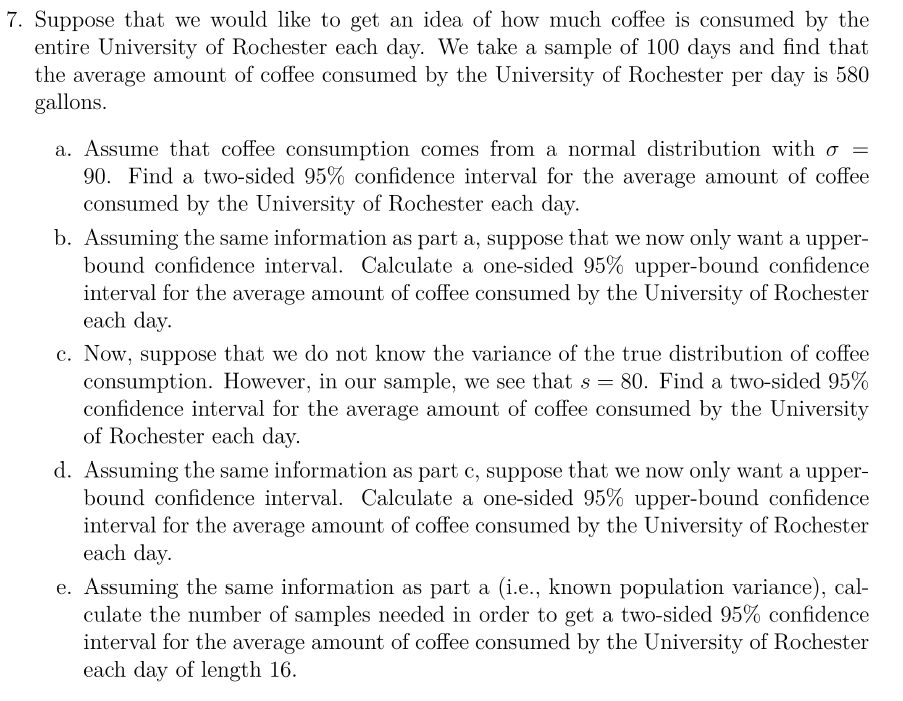 7. Suppose that we would like to get an idea of how much coffee is consumed by the
entire University of Rochester each day. We take a sample of 100 days and find that
the average amount of coffee consumed by the University of Rochester per day is 580
gallons.
a. Assume that coffee consumption comes from a normal distribution with σ =
90. Find a two-sided 95% confidence interval for the average amount of coffee
consumed by the University of Rochester each day.
b. Assuming the same information as part a, suppose that we now only want a upper-
bound confidence interval. Calculate a one-sided 95% upper-bound confidence
interval for the average amount of coffee consumed by the University of Rochester
each day.
c. Now, suppose that we do not know the variance of the true distribution of coffee
consumption. However, in our sample, we see that s = 80. Find a two-sided 95%
confidence interval for the average amount of coffee consumed by the University
of Rochester each day.
d. Assuming the same information as part c, suppose that we now only want a upper-
bound confidence interval. Calculate a one-sided 95% upper-bound confidence
interval for the average amount of coffee consumed by the University of Rochester
each day.
e. Assuming the same information as part a (i.e., known population variance), cal-
culate the number of samples needed in order to get a two-sided 95% confidence
interval for the average amount of coffee consumed by the University of Rochester
each day of length 16.